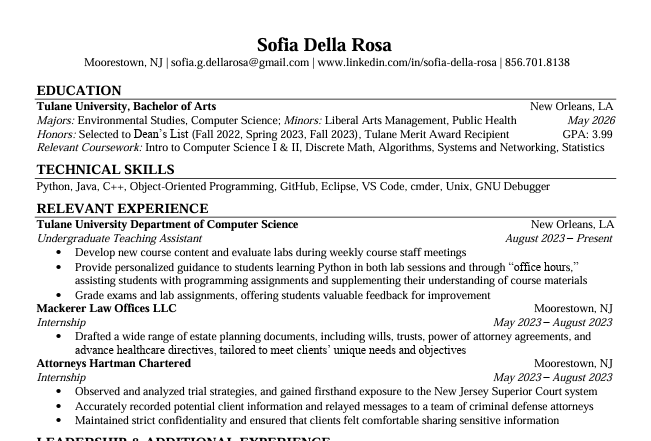 Sofia Della Rosa
Moorestown, NJ | sofia.g.dellarosa@gmail.com | www.linkedin.com/in/sofia-della-rosa | 856.701.8138
EDUCATION
Tulane University, Bachelor of Arts New Orleans, LA
Majors: Environmental Studies, Computer Science; Minors: Liberal Arts Management, Public Health May 2026
Honors: Selected to Dean's List (Fall 2022, Spring 2023, Fall 2023), Tulane Merit Award Recipient GPA: 3.99
Relevant Coursework: Intro to Computer Science I & II, Discrete Math, Algorithms, Systems and Networking, Statistics
TECHNICAL SKILLS
Python, Java, C++, Object-Oriented Programming, GitHub, Eclipse, VS Code, cmder, Unix, GNU Debugger
RELEVANT EXPERIENCE
Tulane University Department of Computer Science New Orleans, LA
Undergraduate Teaching Assistant August 2023 – Present
• Develop new course content and evaluate labs during weekly course staff meetings
• Provide personalized guidance to students learning Python in both lab sessions and through “office hours,”
assisting students with programming assignments and supplementing their understanding of course materials
• Grade exams and lab assignments, offering students valuable feedback for improvement
Mackerer Law Offices LLC Moorestown, NJ
Internship May 2023 – August 2023
• Drafted a wide range of estate planning documents, including wills, trusts, power of attorney agreements, and
advance healthcare directives, tailored to meet clients’ unique needs and objectives
Attorneys Hartman Chartered Moorestown, NJ
Internship May 2023 – August 2023
• Observed and analyzed trial strategies, and gained firsthand exposure to the New Jersey Superior Court system
• Accurately recorded potential client information and relayed messages to a team of criminal defense attorneys
• Maintained strict confidentiality and ensured that clients felt comfortable sharing sensitive information
LEADERSHIP & ADDITIONAL EXPERIENCE